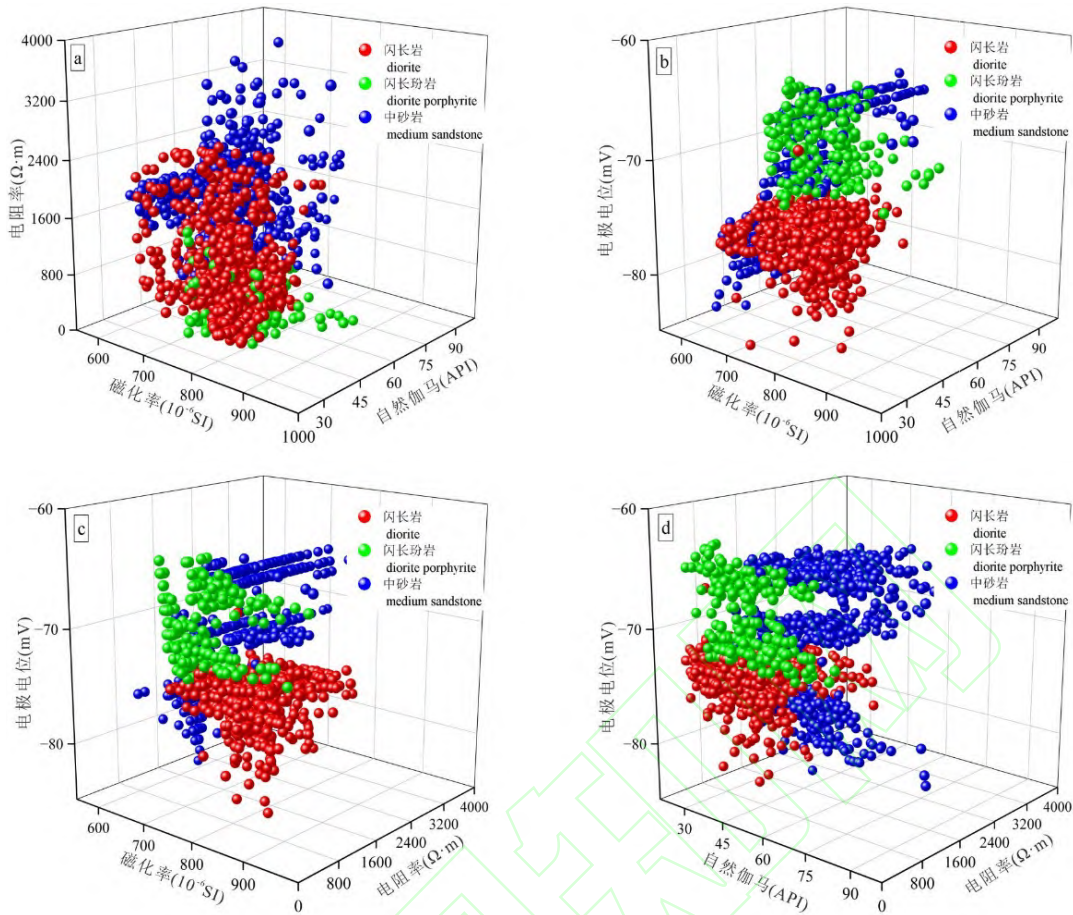 a
4000
3200
2400
1600
800
0
电阻率(Ω·m)
600
700
800
900
1000
磁化率(10⁻⁶SI)
30
45
60
75
90
自然伽马(API)
闪长岩
diorite
闪长玢岩
diorite porphyrite
中砂岩
medium sandstone
b
-60
-70
-80
电极电位(mV)
600
700
800
900
1000
磁化率(10⁻⁶SI)
30
45
60
75
90
自然伽马(API)
闪长岩
diorite
闪长玢岩
diorite porphyrite
中砂岩
medium sandstone
c
-60
-70
-80
电极电位(mV)
600
700
800
900
磁化率(10⁻⁶SI)
0
800
1600
2400
3200
4000
电阻率(Ω·m)
闪长岩
diorite
闪长玢岩
diorite porphyrite
中砂岩
medium sandstone
d
-60
-70
-80
电极电位(mV)
30
45
60
75
90
自然伽马(API)
0
800
1600
2400
3200
4000
电阻率(Ω·m)
闪长岩
diorite
闪长玢岩
diorite porphyrite
中砂岩
medium sandstone